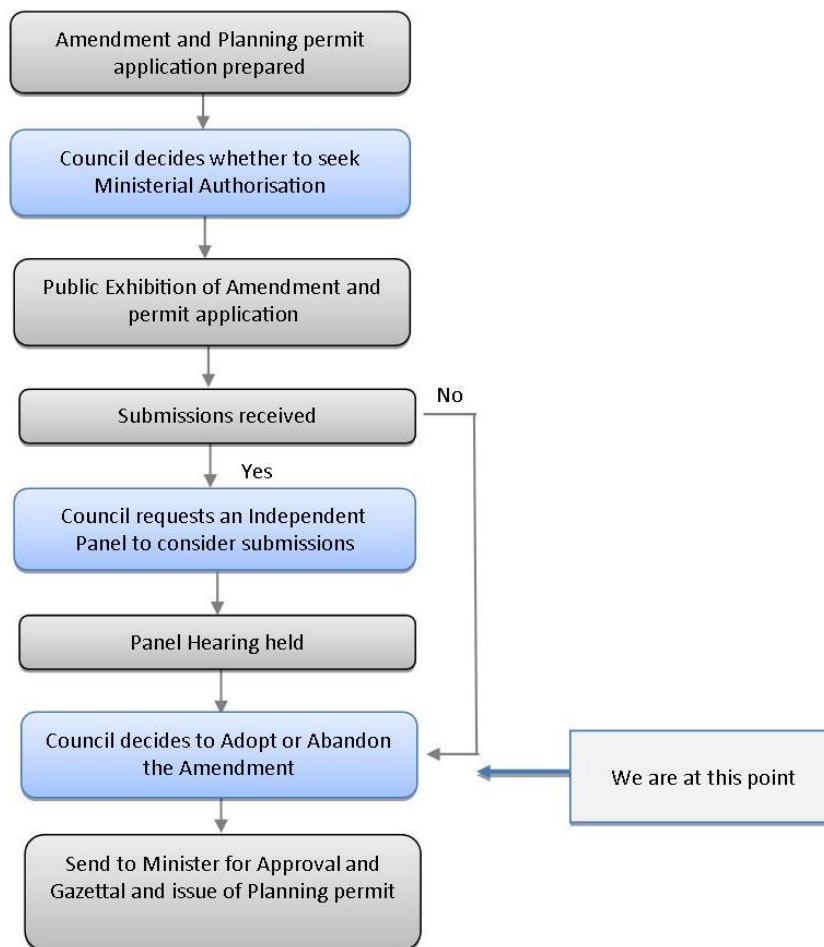 Amendment and Planning permit
application prepared
Council decides whether to seek
Ministerial Authorisation
Public Exhibition of Amendment and
permit application
No
Submissions received
Yes
Council requests an Independent
Panel to consider submissions
Panel Hearing held
Council decides to Adopt or Abandon
the Amendment
We are at this point
Send to Minister for Approval and
Gazettal and issue of Planning permit